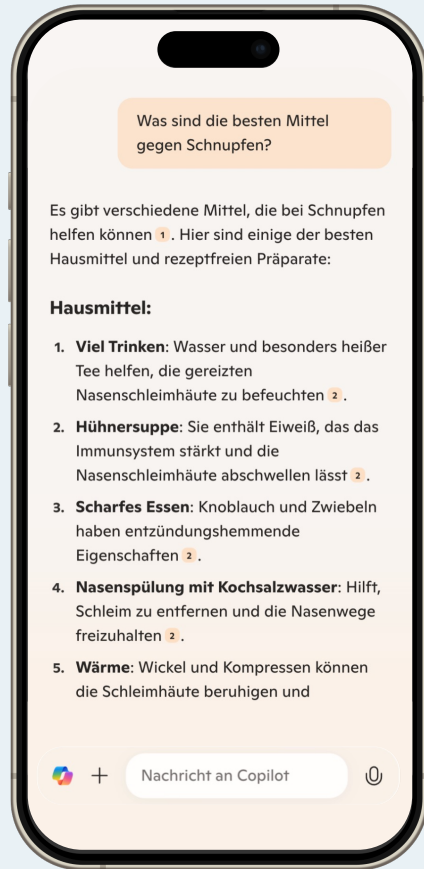 Was sind die besten Mittel
gegen Schnupfen?
Es gibt verschiedene Mittel, die bei Schnupfen
helfen können 1. Hier sind einige der besten
Hausmittel und rezeptfreien Präparate:
Hausmittel:
1. Viel Trinken: Wasser und besonders heißer
Tee helfen, die gereizten
Nasenschleimhäute zu befeuchten 2.
2. Hühnersuppe: Sie enthält Eiweiß, das das
Immunsystem stärkt und die
Nasenschleimhäute abschwellen lässt 2.
3. Scharfes Essen: Knoblauch und Zwiebeln
haben entzündungshemmende
Eigenschaften 2.
4. Nasenspülung mit Kochsalzwasser: Hilft,
Schleim zu entfernen und die Nasenwege
freizuhalten 2.
5. Wärme: Wickel und Kompressen können
die Schleimhäute beruhigen und
Nachricht an Copilot